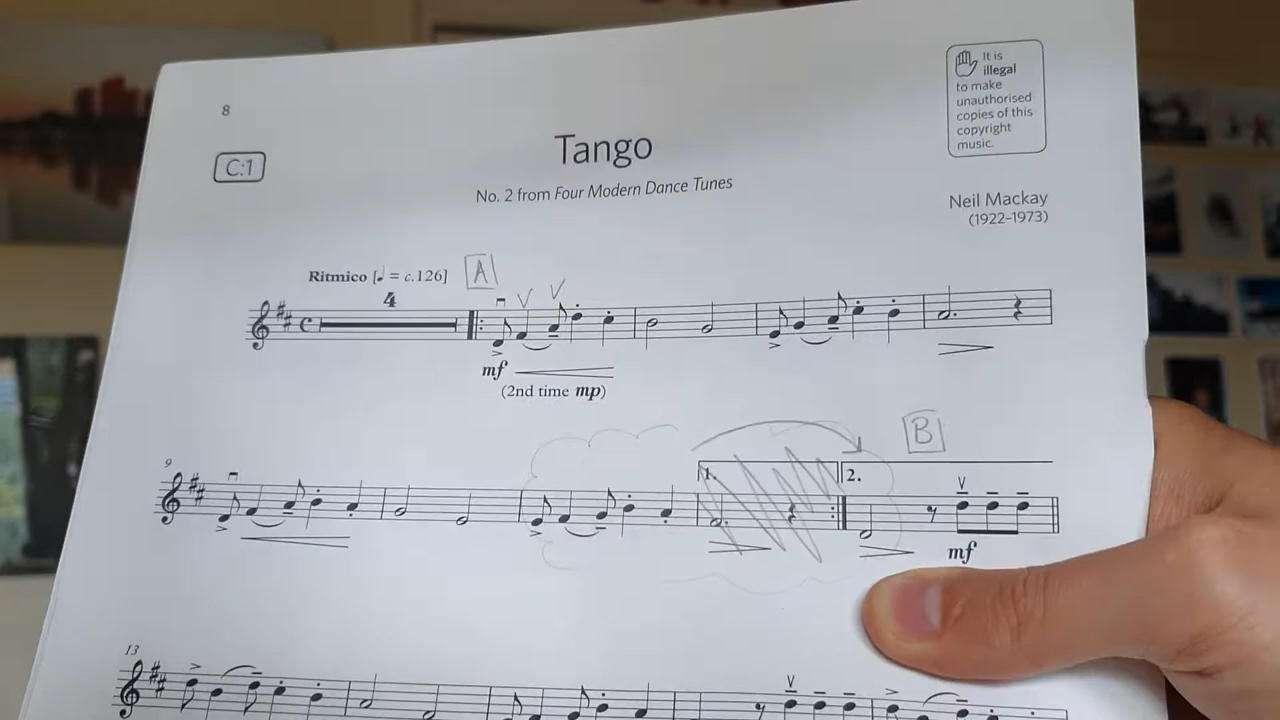 8
It is
illegal
to make
unauthorised
copies of this
copyright
music.
C:1
Tango
No. 2 from Four Modern Dance Tunes
Neil Mackay
(1922–1973)
Ritmico [♩ = c.126]
A
4
mf
(2nd time mp)
B
9
1.
2.
mf
13